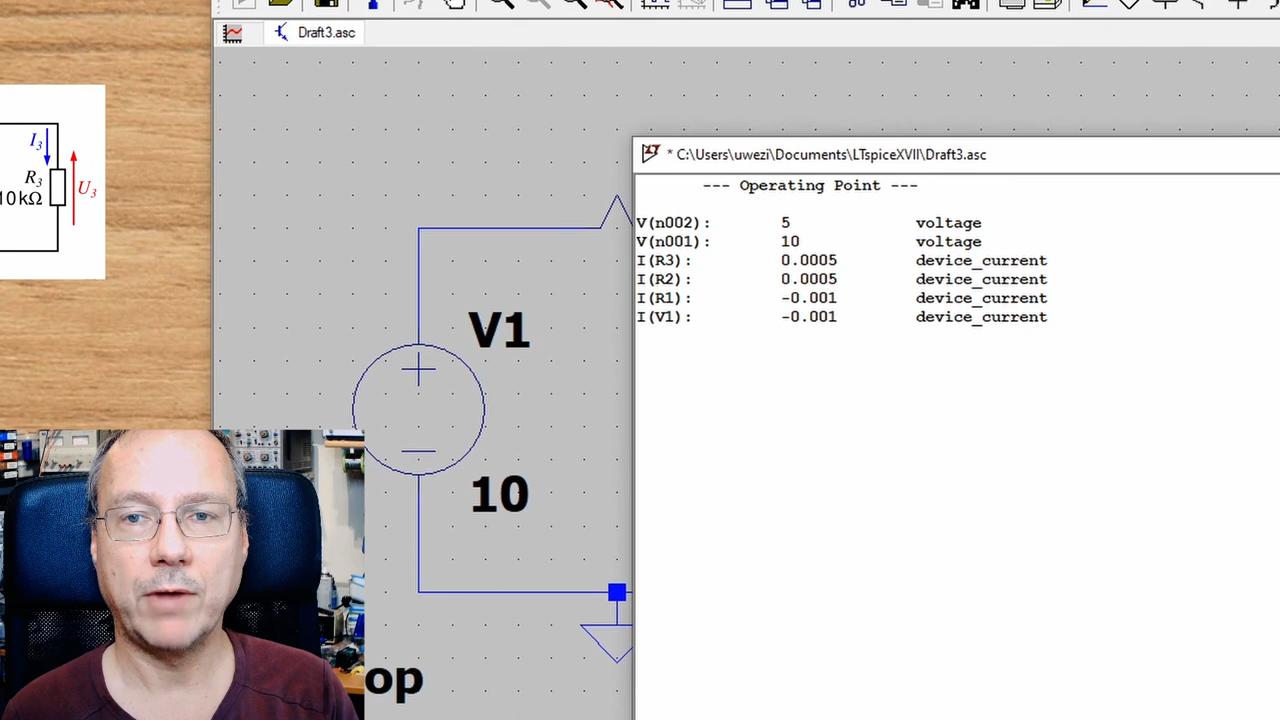 Draft3.asc
I3
R3
10kΩ
U3
* C:\Users\uwezi\Documents\LTspiceXVII\Draft3.asc
--- Operating Point ---
V(n002): 5 voltage
V(n001): 10 voltage
I(R3): 0.0005 device_current
I(R2): 0.0005 device_current
I(R1): -0.001 device_current
I(V1): -0.001 device_current
V1
10
op